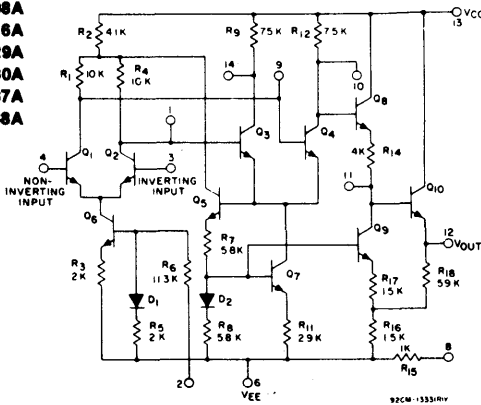 8A
6A
9A
0A
7A
8A
R2 41K
R9 75K
R12 75K
VCC
13
R1 10K
R4 10K
14
9
10
Q8
1
Q3
Q4
4K R14
4
Q1
Q2
3
11
NON-INVERTING INPUT
INVERTING INPUT
Q5
Q10
Q6
12
VOUT
R3 2K
R6 113K
R7 58K
Q9
Q7
R17 15K
R18 59K
D1
D2
R5 2K
R8 58K
R11 29K
R16 15K
1K
R15
8
2
6
VEE
92CM-13331R1Y